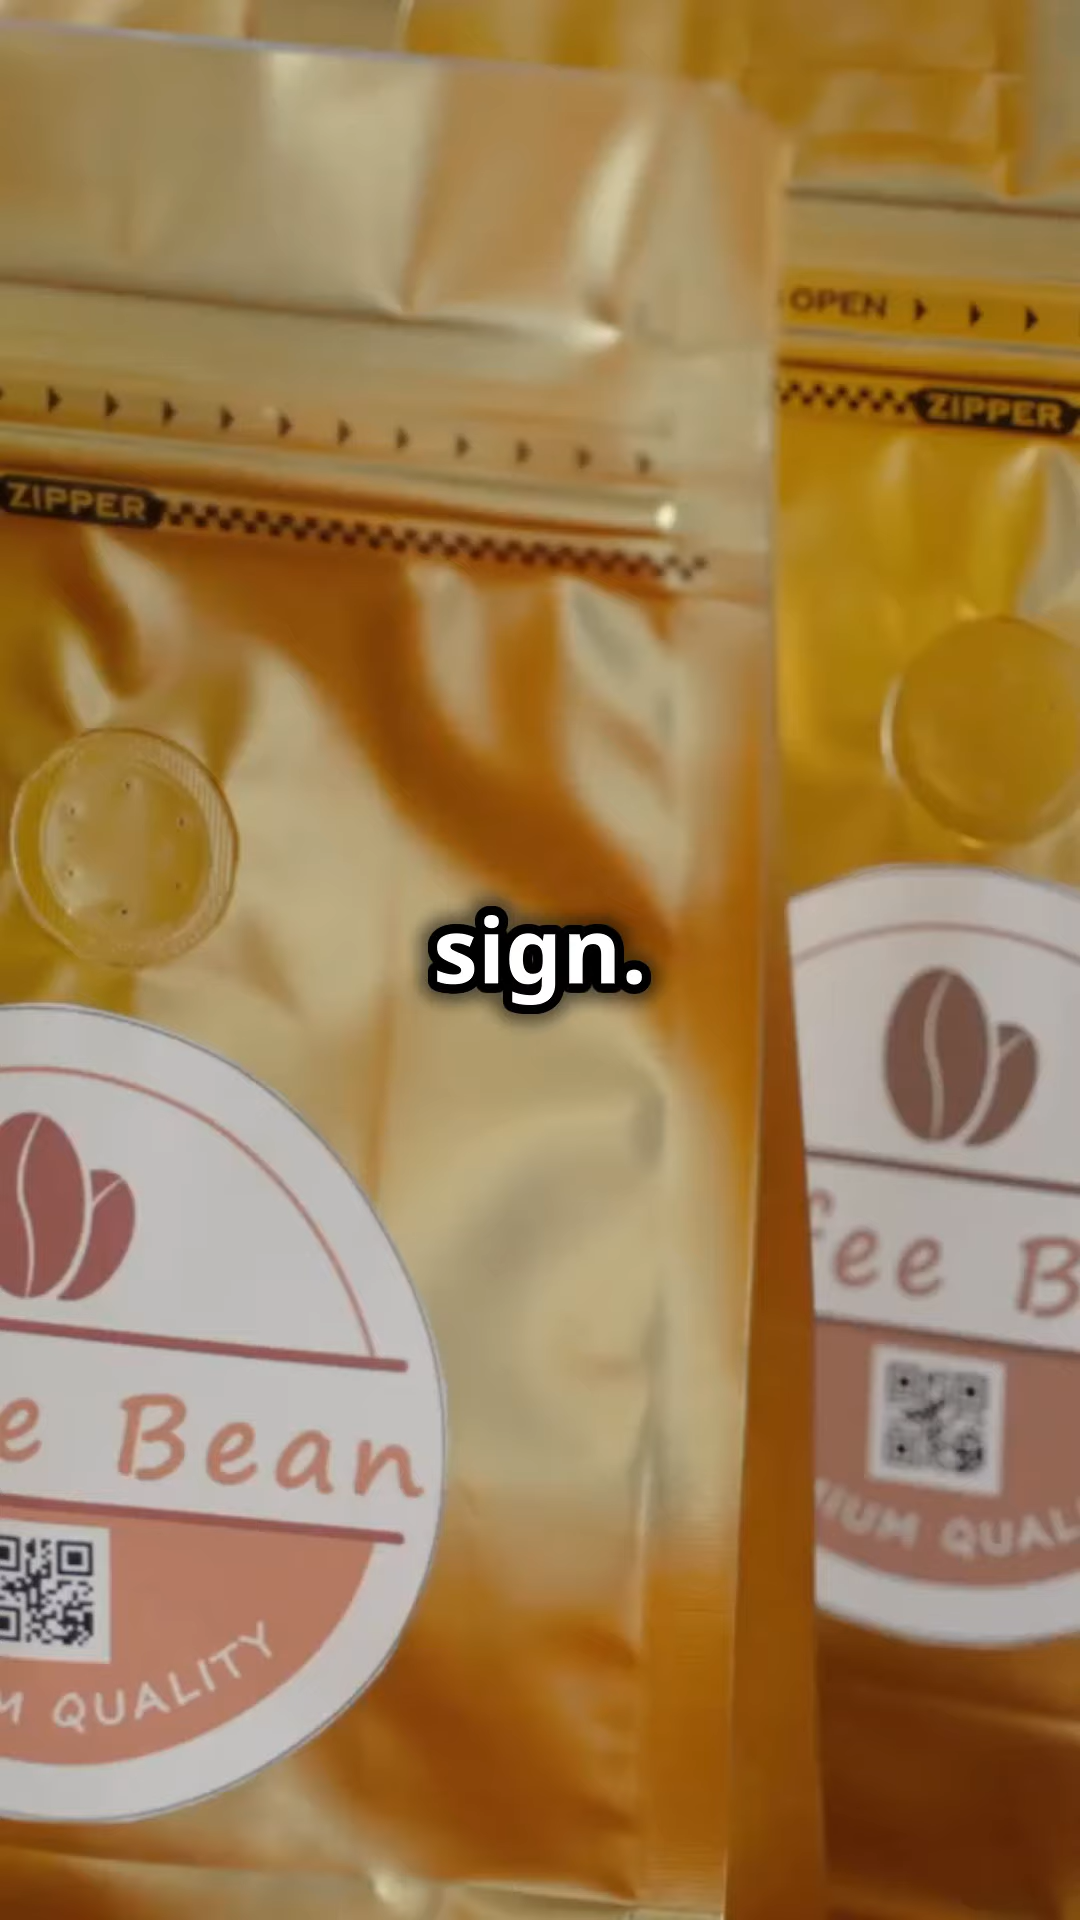 OPEN
ZIPPER
ZIPPER
sign.
fee B
e Bean
IUM QUAL
M QUALITY